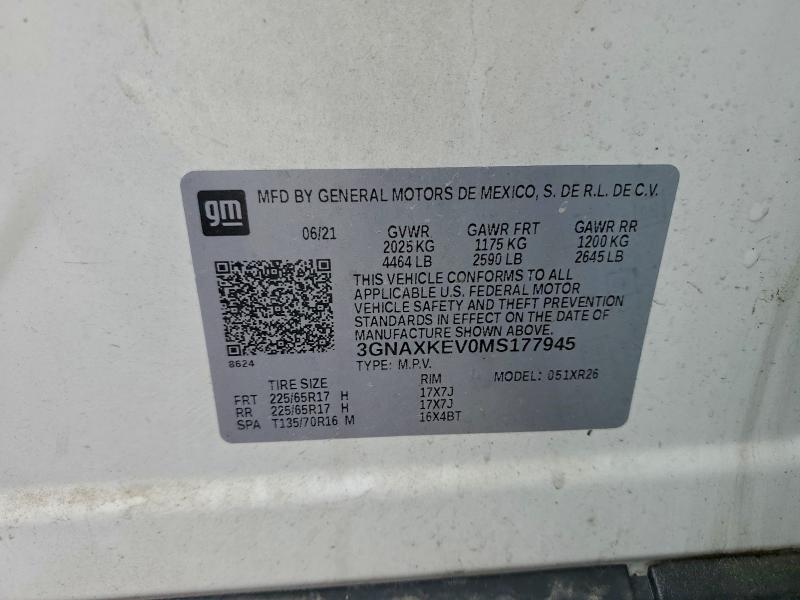 gm MFD BY GENERAL MOTORS DE MEXICO, S. DE R.L. DE C.V.
06/21 GVWR GAWR FRT GAWR RR
2025 KG 1175 KG 1200 KG
4464 LB 2590 LB 2645 LB
THIS VEHICLE CONFORMS TO ALL
APPLICABLE U.S. FEDERAL MOTOR
VEHICLE SAFETY AND THEFT PREVENTION
STANDARDS IN EFFECT ON THE DATE OF
MANUFACTURE SHOWN ABOVE.
3GNAXKEV0MS177945
8624 TYPE: M.P.V. MODEL: 051XR26
TIRE SIZE RIM
FRT 225/65R17 H 17X7J
RR 225/65R17 H 17X7J
SPA T135/70R16 M 16X4BT